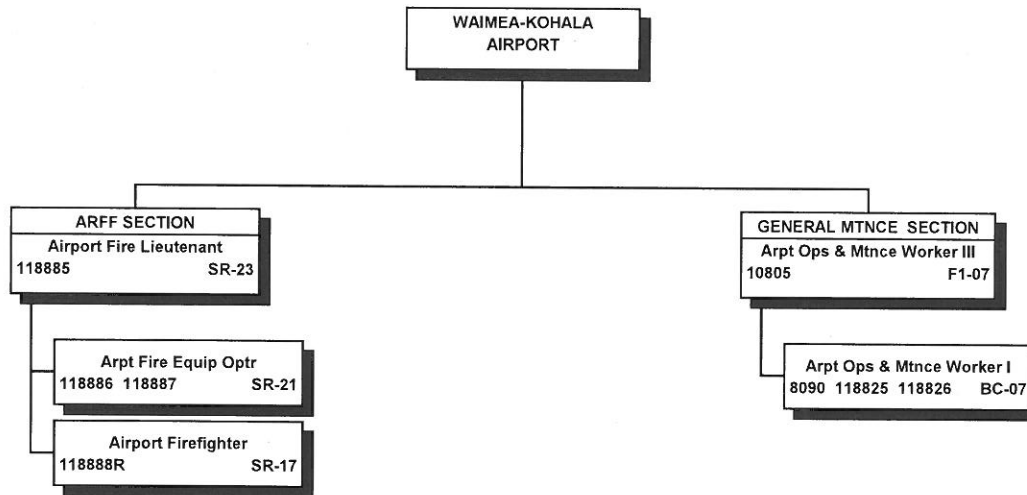 WAIMEA-KOHALA
AIRPORT
ARFF SECTION
Airport Fire Lieutenant
118885 SR-23
Arpt Fire Equip Optr
118886 118887 SR-21
Airport Firefighter
118888R SR-17
GENERAL MTNCE SECTION
Arpt Ops & Mtnce Worker III
10805 F1-07
Arpt Ops & Mtnce Worker I
8090 118825 118826 BC-07